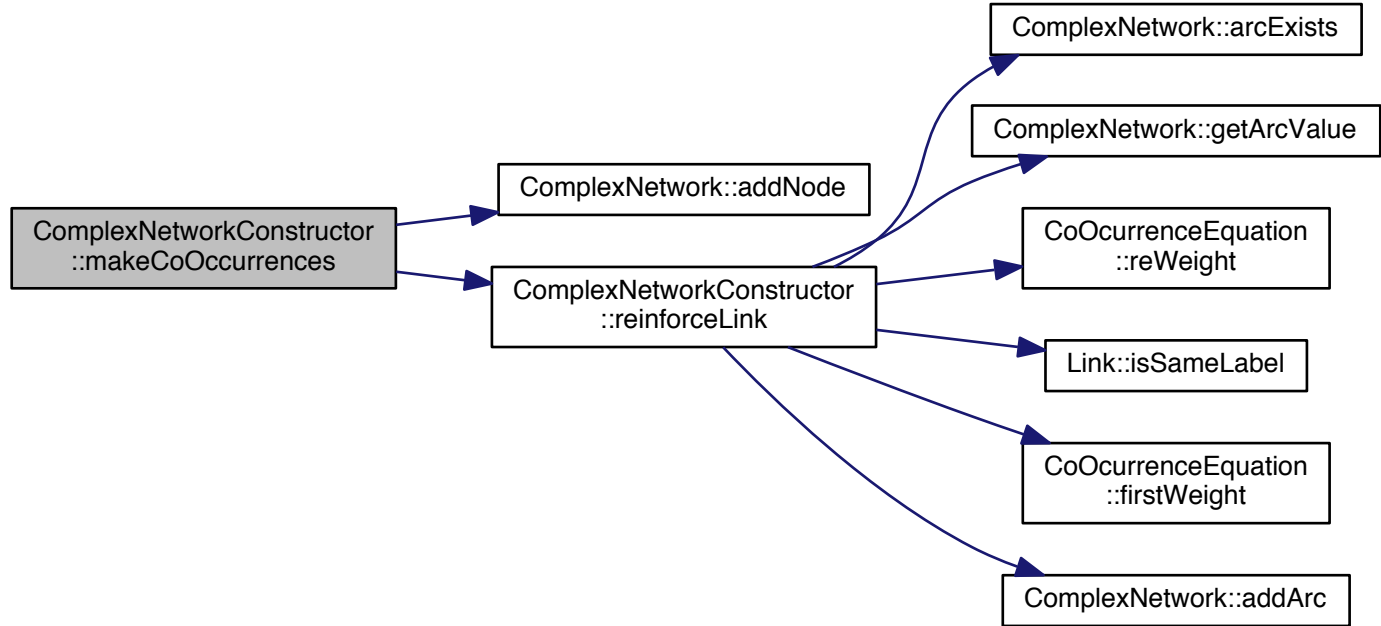 ComplexNetworkConstructor
::makeCoOccurrences
ComplexNetwork::addNode
ComplexNetworkConstructor
::reinforceLink
ComplexNetwork::arcExists
ComplexNetwork::getArcValue
CoOcurrenceEquation
::reWeight
Link::isSameLabel
CoOcurrenceEquation
::firstWeight
ComplexNetwork::addArc